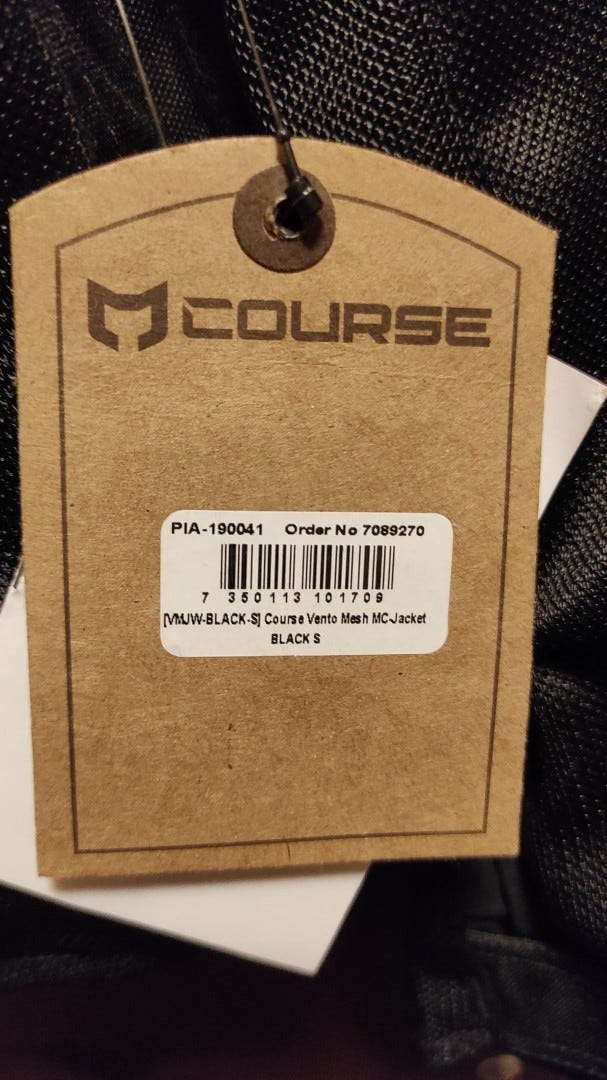 COURSE
PIA-190041 Order No 7089270
7 350113 101709
[VMJW-BLACK-S] Course Vento Mesh MC-Jacket
BLACK S